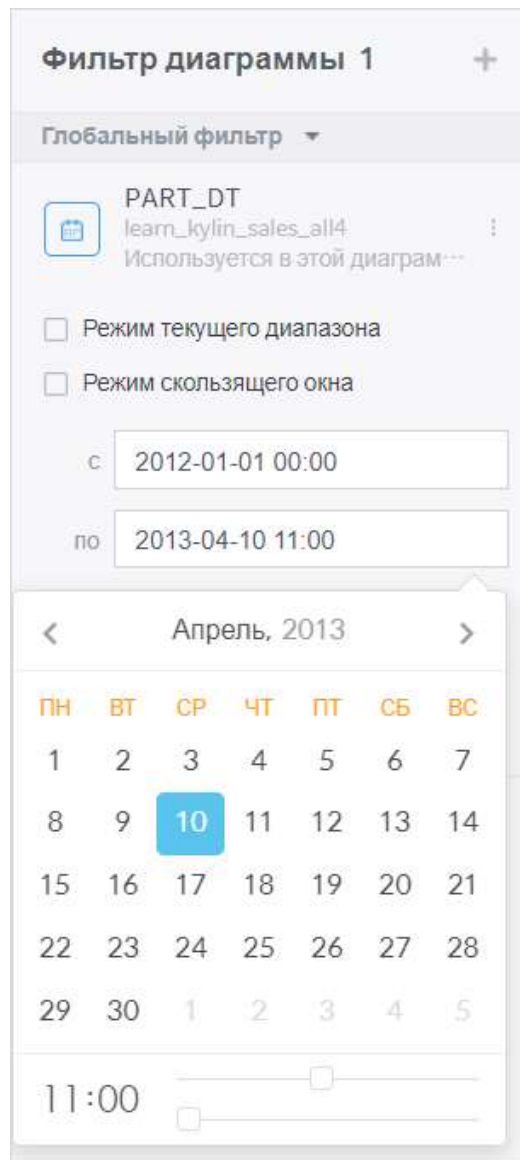 Фильтр диаграммы 1 +
Глобальный фильтр
PART_DT
learn_kylin_sales_all4
Используется в этой диаграм···
Режим текущего диапазона
Режим скользящего окна
с 2012-01-01 00:00
по 2013-04-10 11:00
Апрель, 2013
ПН ВТ СР ЧТ ПТ СБ ВС
1 2 3 4 5 6 7
8 9 10 11 12 13 14
15 16 17 18 19 20 21
22 23 24 25 26 27 28
29 30 1 2 3 4 5
11:00